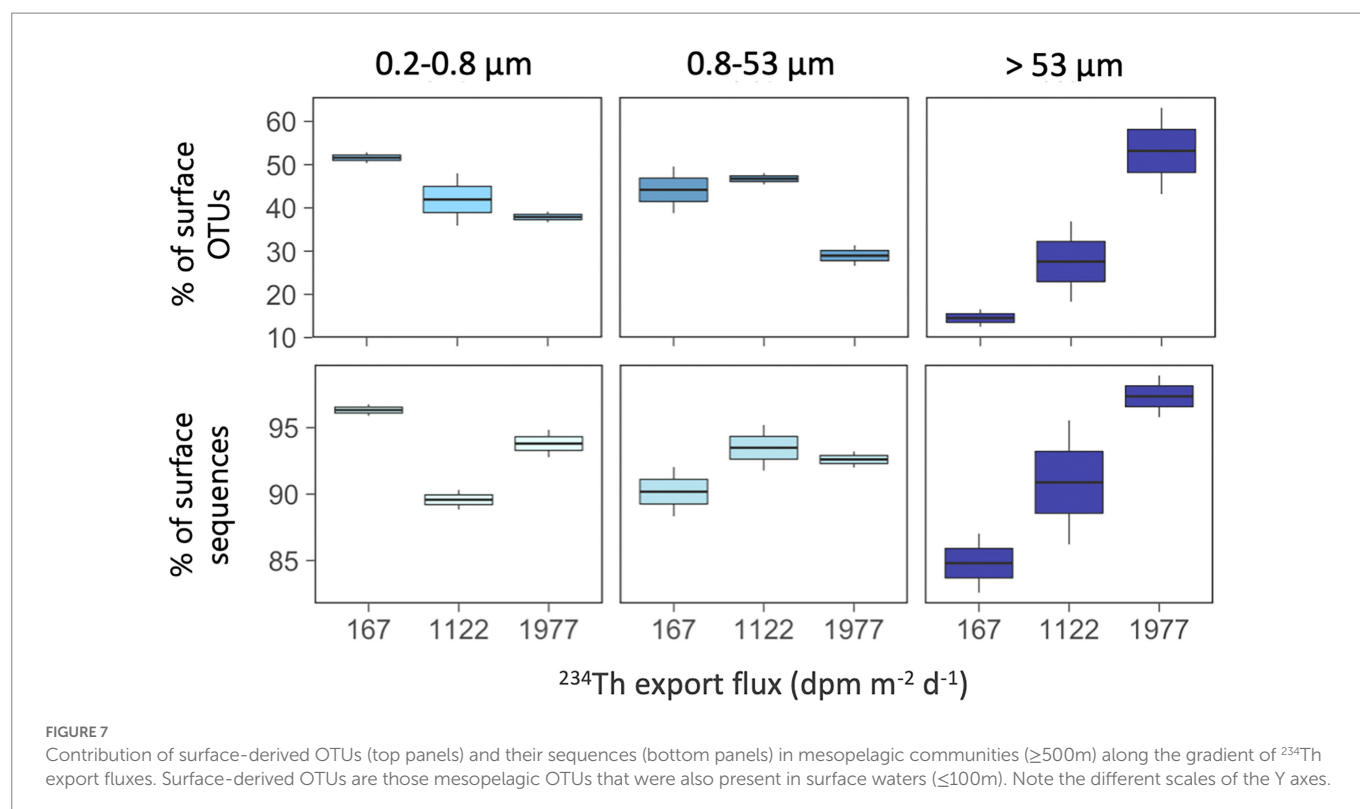 0.2-0.8 µm 0.8-53 µm > 53 µm
% of surface
OTUs
60
50
40
30
20
10
% of surface
sequences
95
90
85
167 1122 1977 167 1122 1977 167 1122 1977
²³⁴Th export flux (dpm m⁻² d⁻¹)
FIGURE 7
Contribution of surface-derived OTUs (top panels) and their sequences (bottom panels) in mesopelagic communities (≥500m) along the gradient of ²³⁴Th
export fluxes. Surface-derived OTUs are those mesopelagic OTUs that were also present in surface waters (≤100m). Note the different scales of the Y axes.